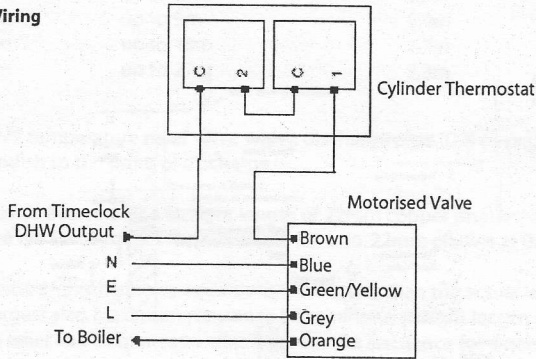 Wiring
C 2 C 1
Cylinder Thermostat
From Timeclock
DHW Output
Motorised Valve
Brown
N Blue
E Green/Yellow
L Grey
To Boiler Orange